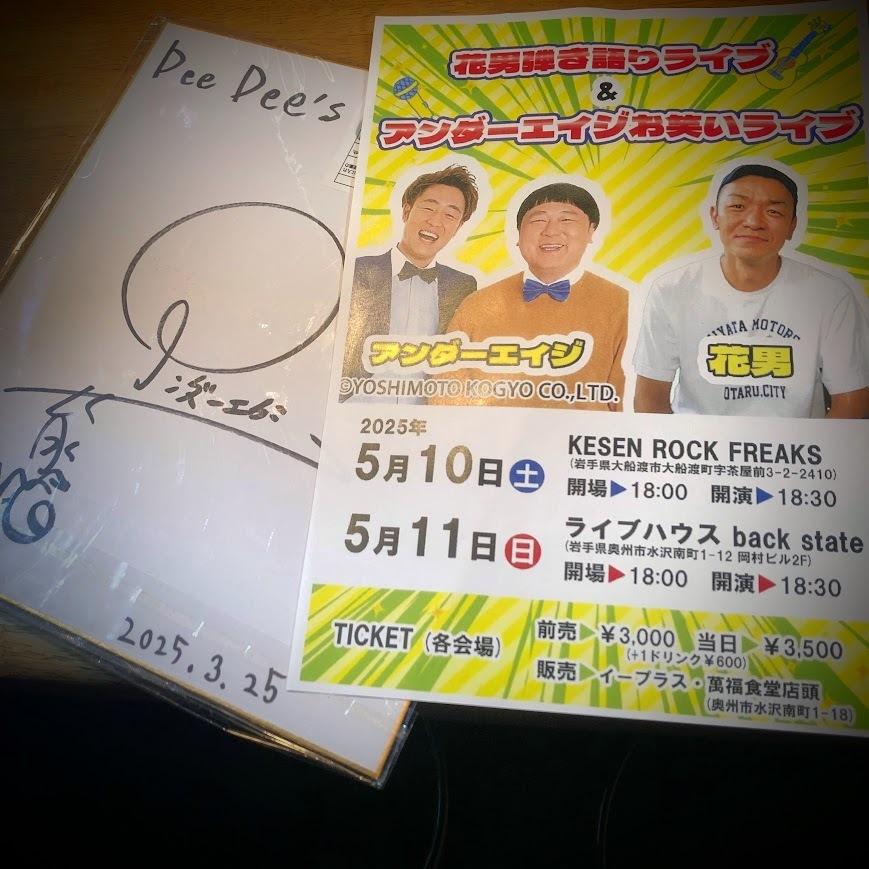 Dee Dee's
アンダーエイジ
2025.3.25
花男弾き語りライブ
&
アンダーエイジお笑いライブ
MOTORS
OTARU.CITY
アンダーエイジ
花男
©YOSHIMOTO KOGYO CO.,LTD.
2025年
5月10日土
KESEN ROCK FREAKS
(岩手県大船渡市大船渡町字茶屋前3-2-2410)
開場▶18:00 開演▶18:30
5月11日日
ライブハウス back state
(岩手県奥州市水沢南町1-12 岡村ビル2F)
開場▶18:00 開演▶18:30
TICKET (各会場)
前売▶¥3,000 当日▶¥3,500
(+1ドリンク¥600)
販売▶イープラス・萬福食堂店頭
(奥州市水沢南町1-18)